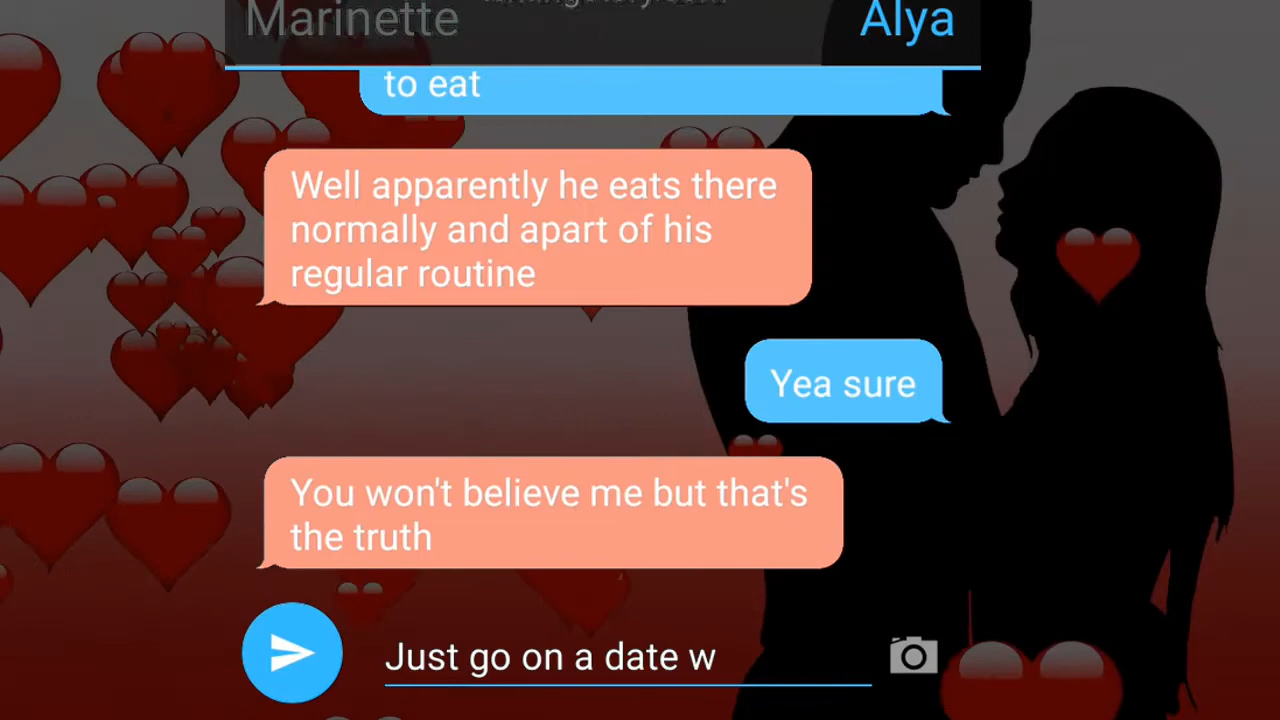 Marinette
Alya
to eat
Well apparently he eats there
normally and apart of his
regular routine
Yea sure
You won't believe me but that's
the truth
Just go on a date w